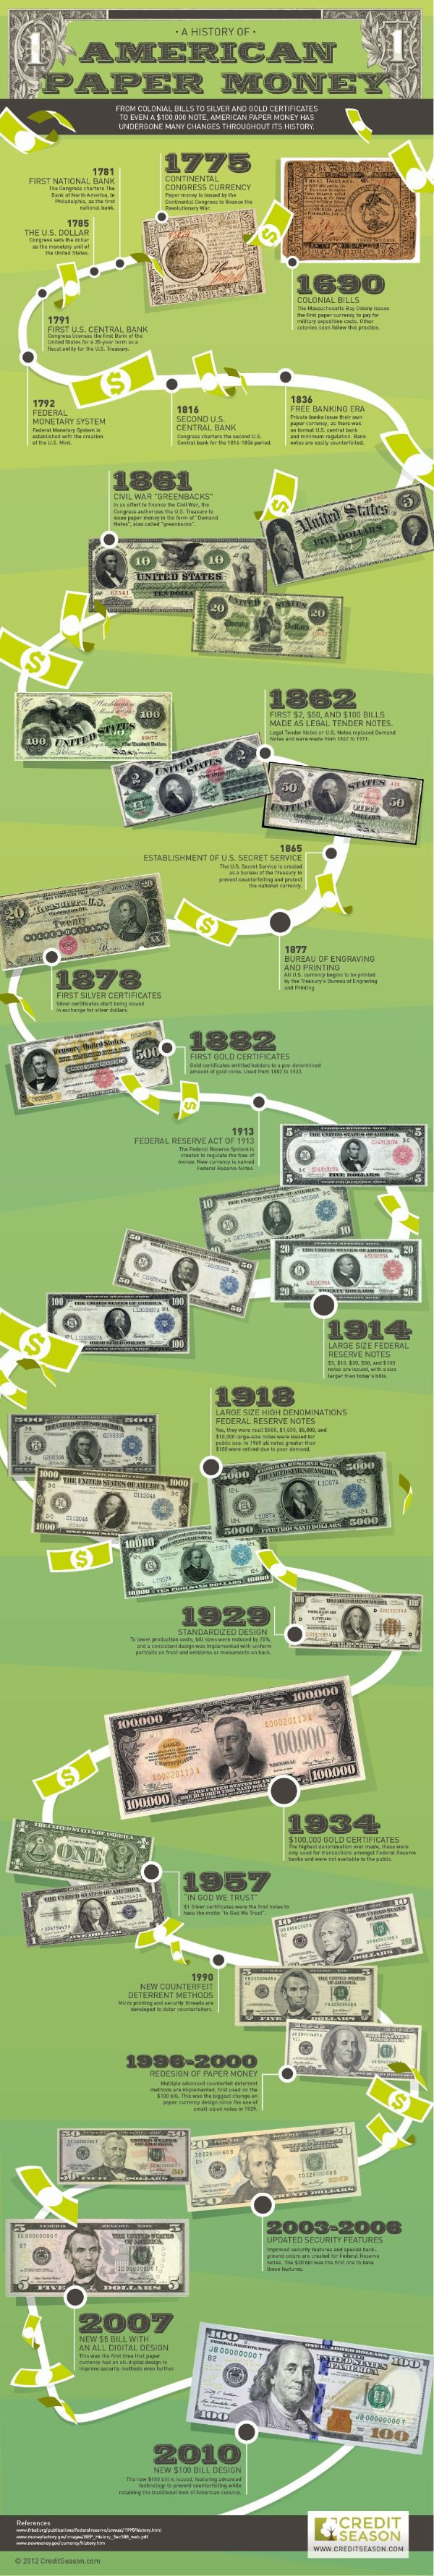 • A HISTORY OF •
AMERICAN
PAPER MONEY
FROM COLONIAL BILLS TO SILVER AND GOLD CERTIFICATES
TO EVEN A $100,000 NOTE, AMERICAN PAPER MONEY HAS
UNDERGONE MANY CHANGES THROUGHOUT ITS HISTORY.
1690
COLONIAL BILLS
The Massachusetts Bay Colony issues
the first paper currency to pay for
military expedition costs. Other
colonies soon follow this practice.
1775
CONTINENTAL
CONGRESS CURRENCY
Paper money is issued by the
Continental Congress to finance the
Revolutionary War.
1781
FIRST NATIONAL BANK
The Congress charters The
Bank of North America, in
Philadelphia, as the first
national bank.
1785
THE U.S. DOLLAR
Congress sets the dollar
as the monetary unit of
the United States.
1791
FIRST U.S. CENTRAL BANK
Congress licenses the first Bank of the
United States for a 20-year term as a
fiscal entity for the U.S. Treasury.
1792
FEDERAL
MONETARY SYSTEM
Federal Monetary System is
established with the creation
of the U.S. Mint.
1816
SECOND U.S.
CENTRAL BANK
Congress charters the second U.S.
Central bank for the 1816-1836 period.
1836
FREE BANKING ERA
Private banks issue their own
paper currency, as there was
no formal U.S. central bank
and minimum regulation. Bank
notes are easily counterfeited.
1861
CIVIL WAR "GREENBACKS"
In an effort to finance the Civil War, the
Congress authorizes the U.S. Treasury to
issue paper money in the form of "Demand
Notes", also called "greenbacks".
1862
FIRST $2, $50, AND $100 BILLS
MADE AS LEGAL TENDER NOTES.
Legal Tender Notes or U.S. Notes replaced Demand
Notes and were made from 1862 to 1971.
1865
ESTABLISHMENT OF U.S. SECRET SERVICE
The U.S. Secret Service is created
as a bureau of the Treasury to
prevent counterfeiting and protect
the national currency.
1877
BUREAU OF ENGRAVING
AND PRINTING
All U.S. currency begins to be printed
by the Treasury's Bureau of Engraving
and Printing
1878
FIRST SILVER CERTIFICATES
Silver certificates start being issued
in exchange for silver dollars.
1882
FIRST GOLD CERTIFICATES
Gold certificates entitled holders to a pre-determined
amount of gold coins. Used from 1882 to 1933.
1913
FEDERAL RESERVE ACT OF 1913
The Federal Reserve System is
created to regulate the flow of
money. New currency is named
Federal Reserve Notes.
1914
LARGE SIZE FEDERAL
RESERVE NOTES
$5, $10, $20, $50, and $100
notes are issued, with a size
larger than today's bills.
1918
LARGE SIZE HIGH DENOMINATIONS
FEDERAL RESERVE NOTES
Yes, they were real! $500, $1,000, $5,000, and
$10,000 large-size notes were issued for
public use. In 1969 all notes greater than
$100 were retired due to poor demand.
1929
STANDARDIZED DESIGN
To lower production costs, bill sizes were reduced by 25%,
and a consistent design was implemented with uniform
portraits on front and emblems or monuments on back.
1934
$100,000 GOLD CERTIFICATES
The highest denomination ever made, these were
only used for transactions amongst Federal Reserve
banks and were not available to the public.
1957
"IN GOD WE TRUST"
$1 Silver certificates were the first notes to
have the motto "In God We Trust".
1990
NEW COUNTERFEIT
DETERRENT METHODS
Micro printing and security threads are
developed to deter counterfeiters.
1996-2000
REDESIGN OF PAPER MONEY
Multiple advanced counterfeit deterrent
methods are implemented, first used on the
$100 bill. This was the biggest change on
paper currency design since the use of
small-sized notes in 1929.
2003-2006
UPDATED SECURITY FEATURES
Improved security features and special back-
ground colors are created for Federal Reserve
Notes. The $20 bill was the first one to have
these features.
2007
NEW $5 BILL WITH
AN ALL DIGITAL DESIGN
This was the first time that paper
currency had an all-digital design to
improve security methods even further.
2010
NEW $100 BILL DESIGN
The new $100 bill is issued, featuring advanced
technology to prevent counterfeiting while
retaining the traditional look of American currency.
References
CREDIT
SEASON
WWW.CREDITSEASON.COM
© 2012 CreditSeason.com